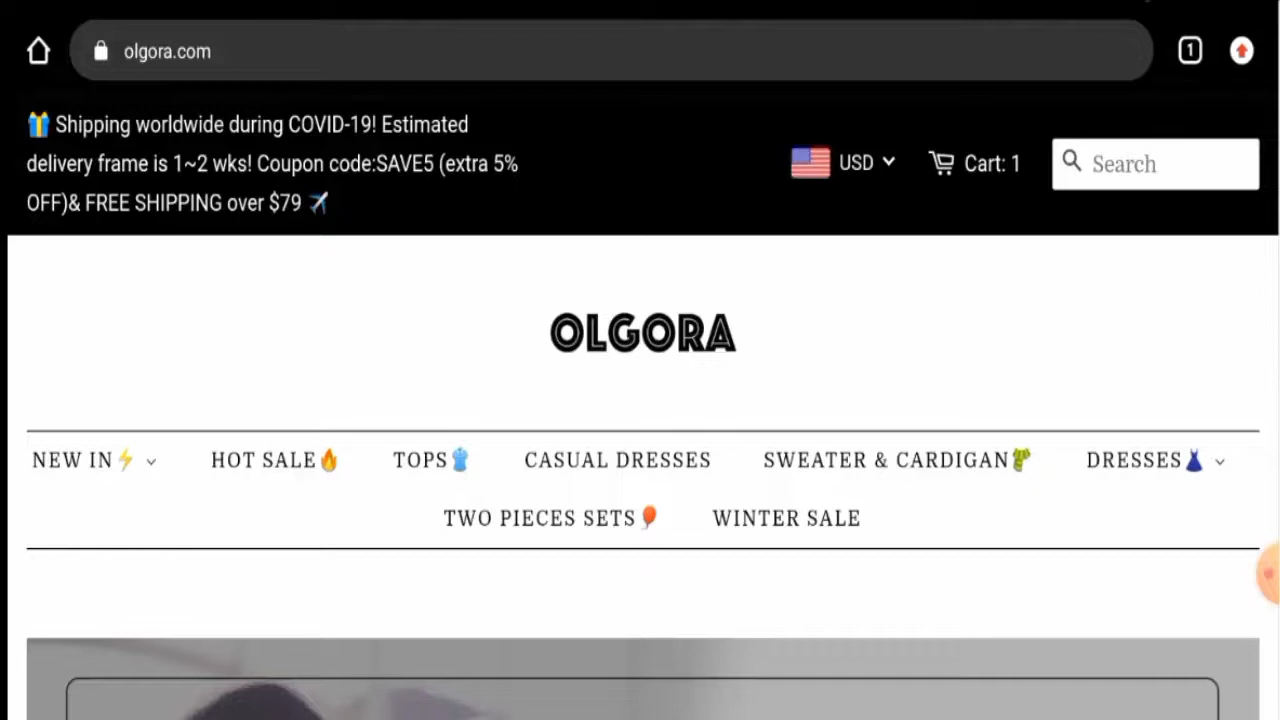 olgora.com
1
🎁 Shipping worldwide during COVID-19! Estimated
delivery frame is 1~2 wks! Coupon code:SAVE5 (extra 5%
OFF)& FREE SHIPPING over $79 ✈️
USD
Cart: 1
Search
OLGORA
NEW IN⚡ HOT SALE🔥 TOPS👚 CASUAL DRESSES SWEATER & CARDIGAN🧣 DRESSES👗
TWO PIECES SETS🎈 WINTER SALE